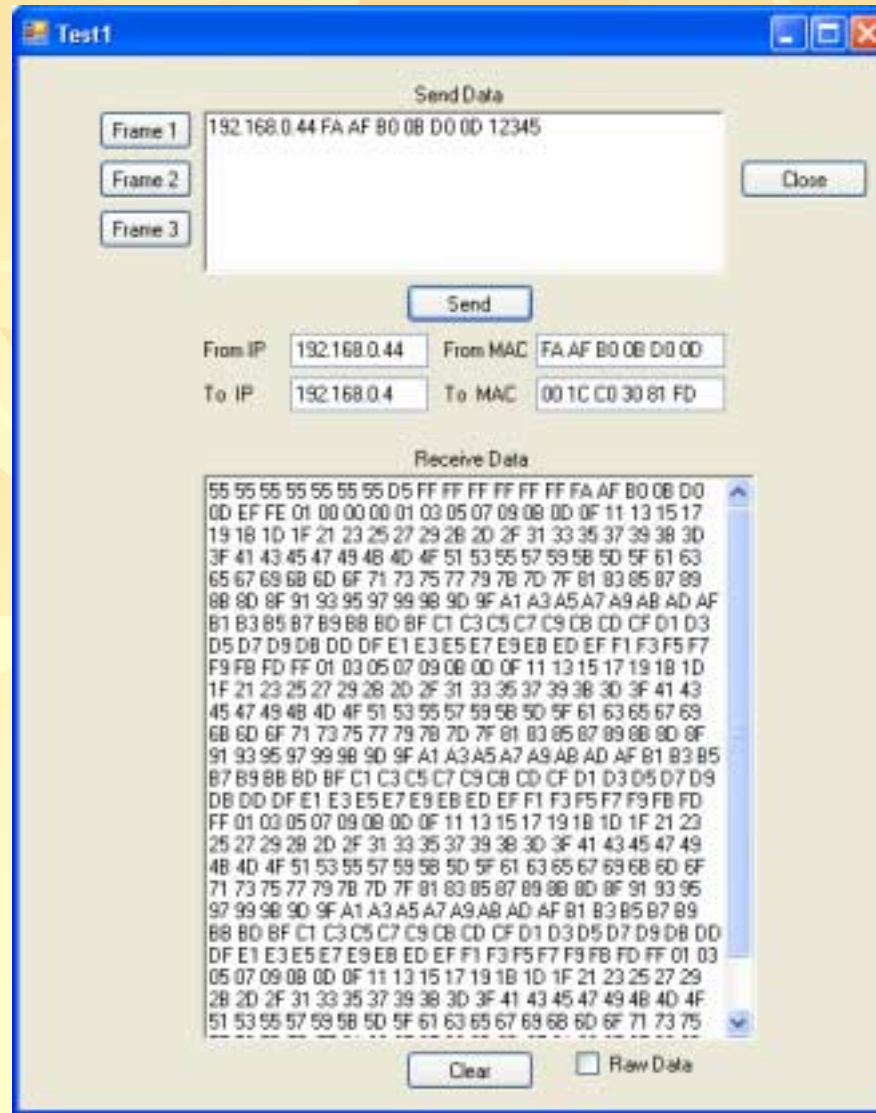 Test1
Send Data
Frame 1
192.168.0.44 FA AF B0 0B D0 0D 12345
Frame 2
Close
Frame 3
Send
From IP 192.168.0.44 From MAC FA AF B0 0B D0 0D
To IP 192.168.0.4 To MAC 00 1C C0 30 81 FD
Receive Data
55 55 55 55 55 55 55 D5 FF FF FF FF FF FF FA AF B0 0B D0
0D EF FE 01 00 00 00 01 03 05 07 09 0B 0D 0F 11 13 15 17
19 1B 1D 1F 21 23 25 27 29 2B 2D 2F 31 33 35 37 39 3B 3D
3F 41 43 45 47 49 4B 4D 4F 51 53 55 57 59 5B 5D 5F 61 63
65 67 69 6B 6D 6F 71 73 75 77 79 7B 7D 7F 81 83 85 87 89
8B 8D 8F 91 93 95 97 99 9B 9D 9F A1 A3 A5 A7 A9 AB AD AF
B1 B3 B5 B7 B9 BB BD BF C1 C3 C5 C7 C9 CB CD CF D1 D3
D5 D7 D9 DB DD DF E1 E3 E5 E7 E9 EB ED EF F1 F3 F5 F7
F9 FB FD FF 01 03 05 07 09 0B 0D 0F 11 13 15 17 19 1B 1D
1F 21 23 25 27 29 2B 2D 2F 31 33 35 37 39 3B 3D 3F 41 43
45 47 49 4B 4D 4F 51 53 55 57 59 5B 5D 5F 61 63 65 67 69
6B 6D 6F 71 73 75 77 79 7B 7D 7F 81 83 85 87 89 8B 8D 8F
91 93 95 97 99 9B 9D 9F A1 A3 A5 A7 A9 AB AD AF B1 B3 B5
B7 B9 BB BD BF C1 C3 C5 C7 C9 CB CD CF D1 D3 D5 D7 D9
DB DD DF E1 E3 E5 E7 E9 EB ED EF F1 F3 F5 F7 F9 FB FD
FF 01 03 05 07 09 0B 0D 0F 11 13 15 17 19 1B 1D 1F 21 23
25 27 29 2B 2D 2F 31 33 35 37 39 3B 3D 3F 41 43 45 47 49
4B 4D 4F 51 53 55 57 59 5B 5D 5F 61 63 65 67 69 6B 6D 6F
71 73 75 77 79 7B 7D 7F 81 83 85 87 89 8B 8D 8F 91 93 95
97 99 9B 9D 9F A1 A3 A5 A7 A9 AB AD AF B1 B3 B5 B7 B9
BB BD BF C1 C3 C5 C7 C9 CB CD CF D1 D3 D5 D7 D9 DB DD
DF E1 E3 E5 E7 E9 EB ED EF F1 F3 F5 F7 F9 FB FD FF 01 03
05 07 09 0B 0D 0F 11 13 15 17 19 1B 1D 1F 21 23 25 27 29
2B 2D 2F 31 33 35 37 39 3B 3D 3F 41 43 45 47 49 4B 4D 4F
51 53 55 57 59 5B 5D 5F 61 63 65 67 69 6B 6D 6F 71 73 75
Clear
Raw Data